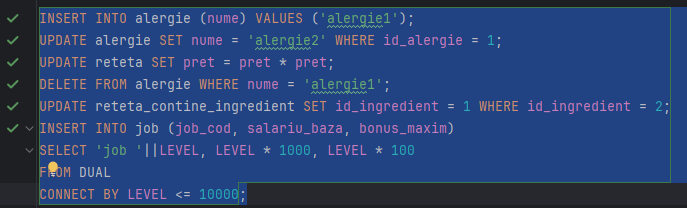 INSERT INTO alergie (nume) VALUES ('alergie1');
UPDATE alergie SET nume = 'alergie2' WHERE id_alergie = 1;
UPDATE reteta SET pret = pret * pret;
DELETE FROM alergie WHERE nume = 'alergie1';
UPDATE reteta_contine_ingredient SET id_ingredient = 1 WHERE id_ingredient = 2;
INSERT INTO job (job_cod, salariu_baza, bonus_maxim)
SELECT 'job '||LEVEL, LEVEL * 1000, LEVEL * 100
FROM DUAL
CONNECT BY LEVEL <= 10000;